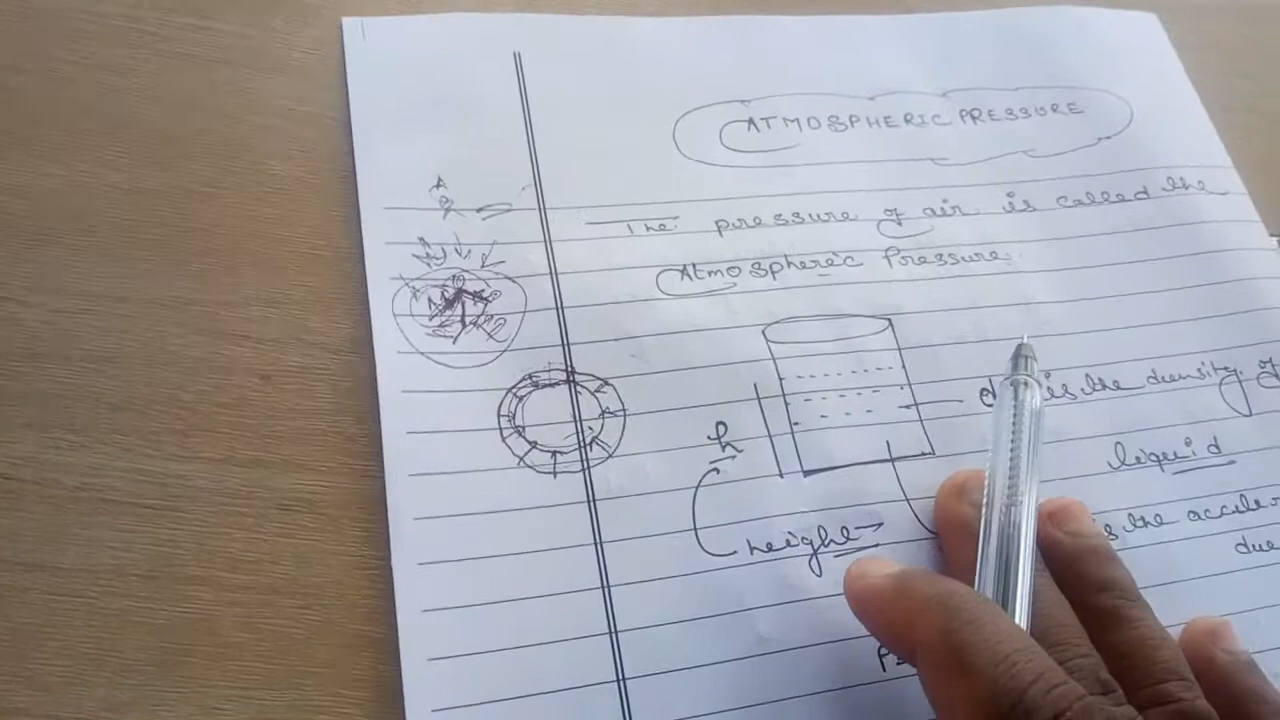 ATMOSPHERIC PRESSURE
The pressure of air is called the
Atmospheric Pressure.
is the density of
h
liquid
is the accele
height
due
P=